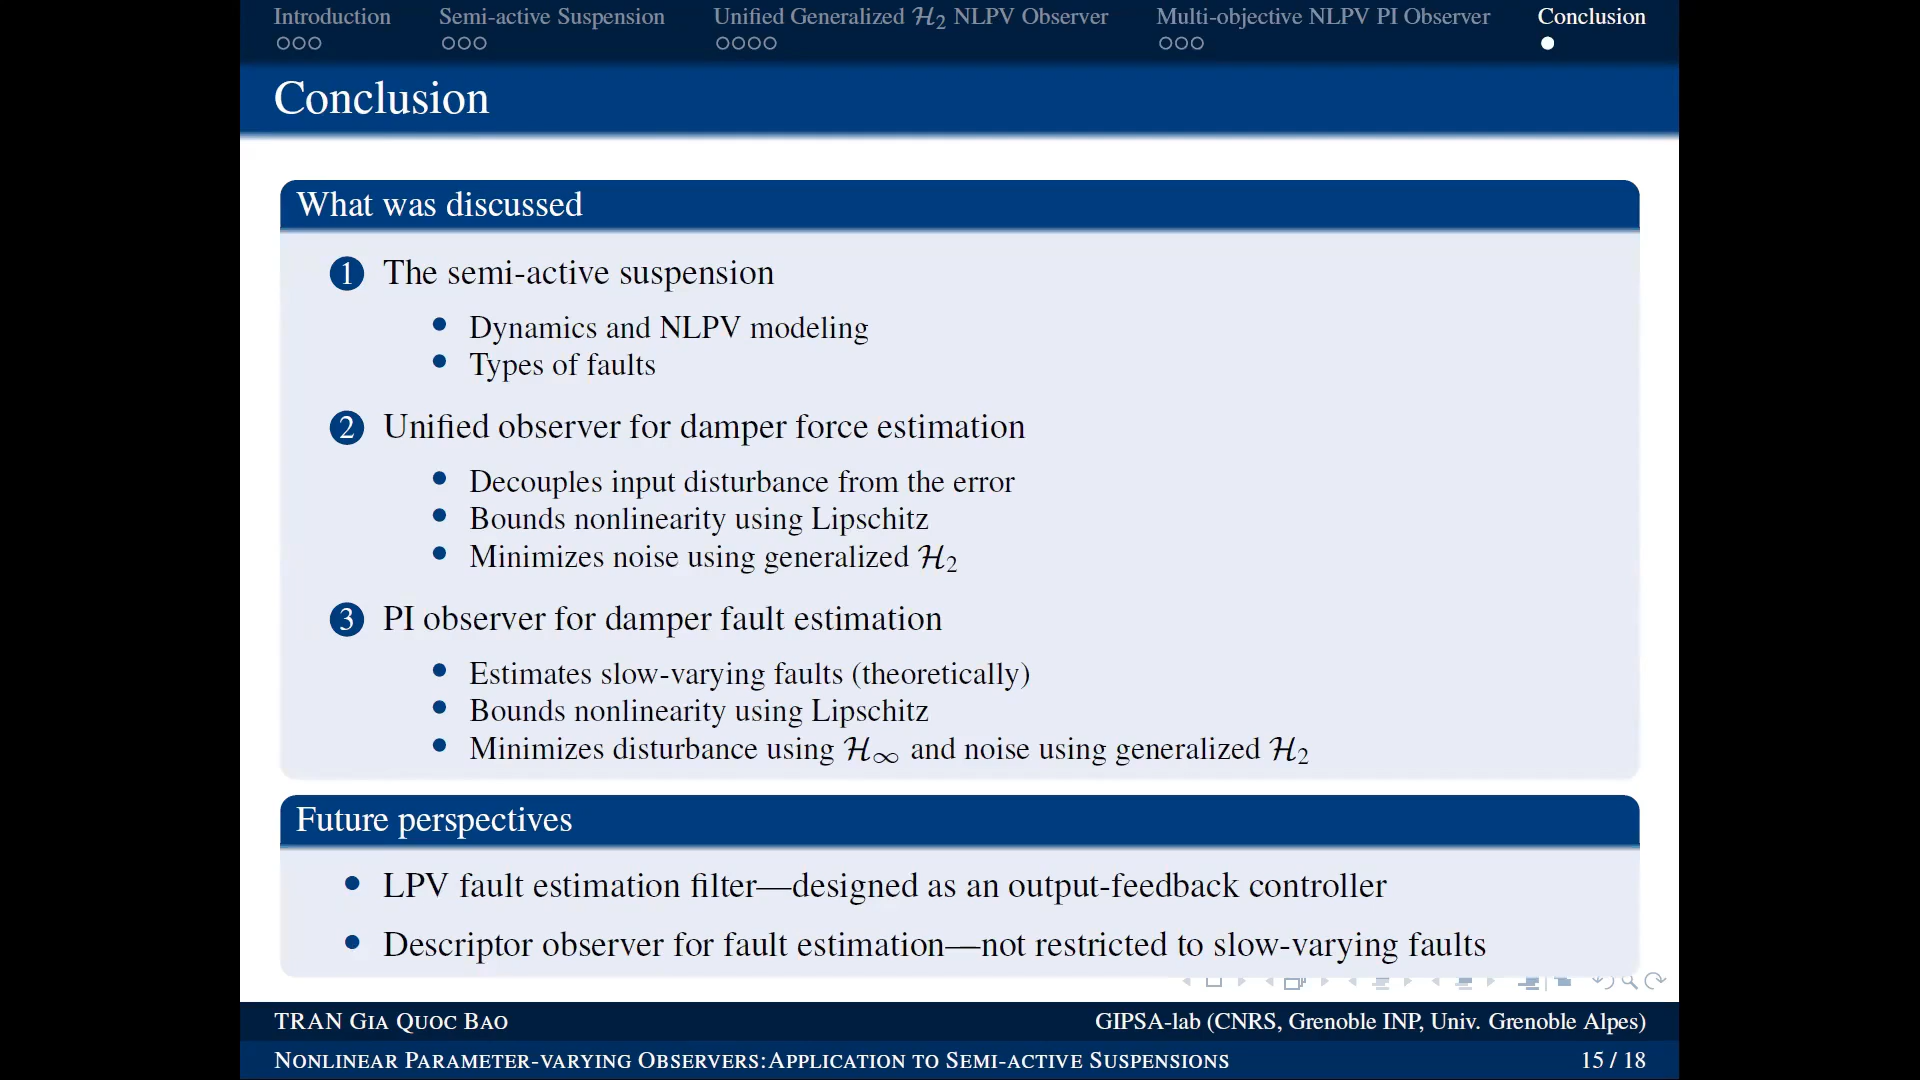 Introduction Semi-active Suspension Unified Generalized ℋ₂ NLPV Observer Multi-objective NLPV PI Observer Conclusion
Conclusion
What was discussed
1 The semi-active suspension
• Dynamics and NLPV modeling
• Types of faults
2 Unified observer for damper force estimation
• Decouples input disturbance from the error
• Bounds nonlinearity using Lipschitz
• Minimizes noise using generalized ℋ₂
3 PI observer for damper fault estimation
• Estimates slow-varying faults (theoretically)
• Bounds nonlinearity using Lipschitz
• Minimizes disturbance using ℋ∞ and noise using generalized ℋ₂
Future perspectives
• LPV fault estimation filter—designed as an output-feedback controller
• Descriptor observer for fault estimation—not restricted to slow-varying faults
TRAN GIA QUOC BAO GIPSA-lab (CNRS, Grenoble INP, Univ. Grenoble Alpes)
NONLINEAR PARAMETER-VARYING OBSERVERS: APPLICATION TO SEMI-ACTIVE SUSPENSIONS 15 / 18